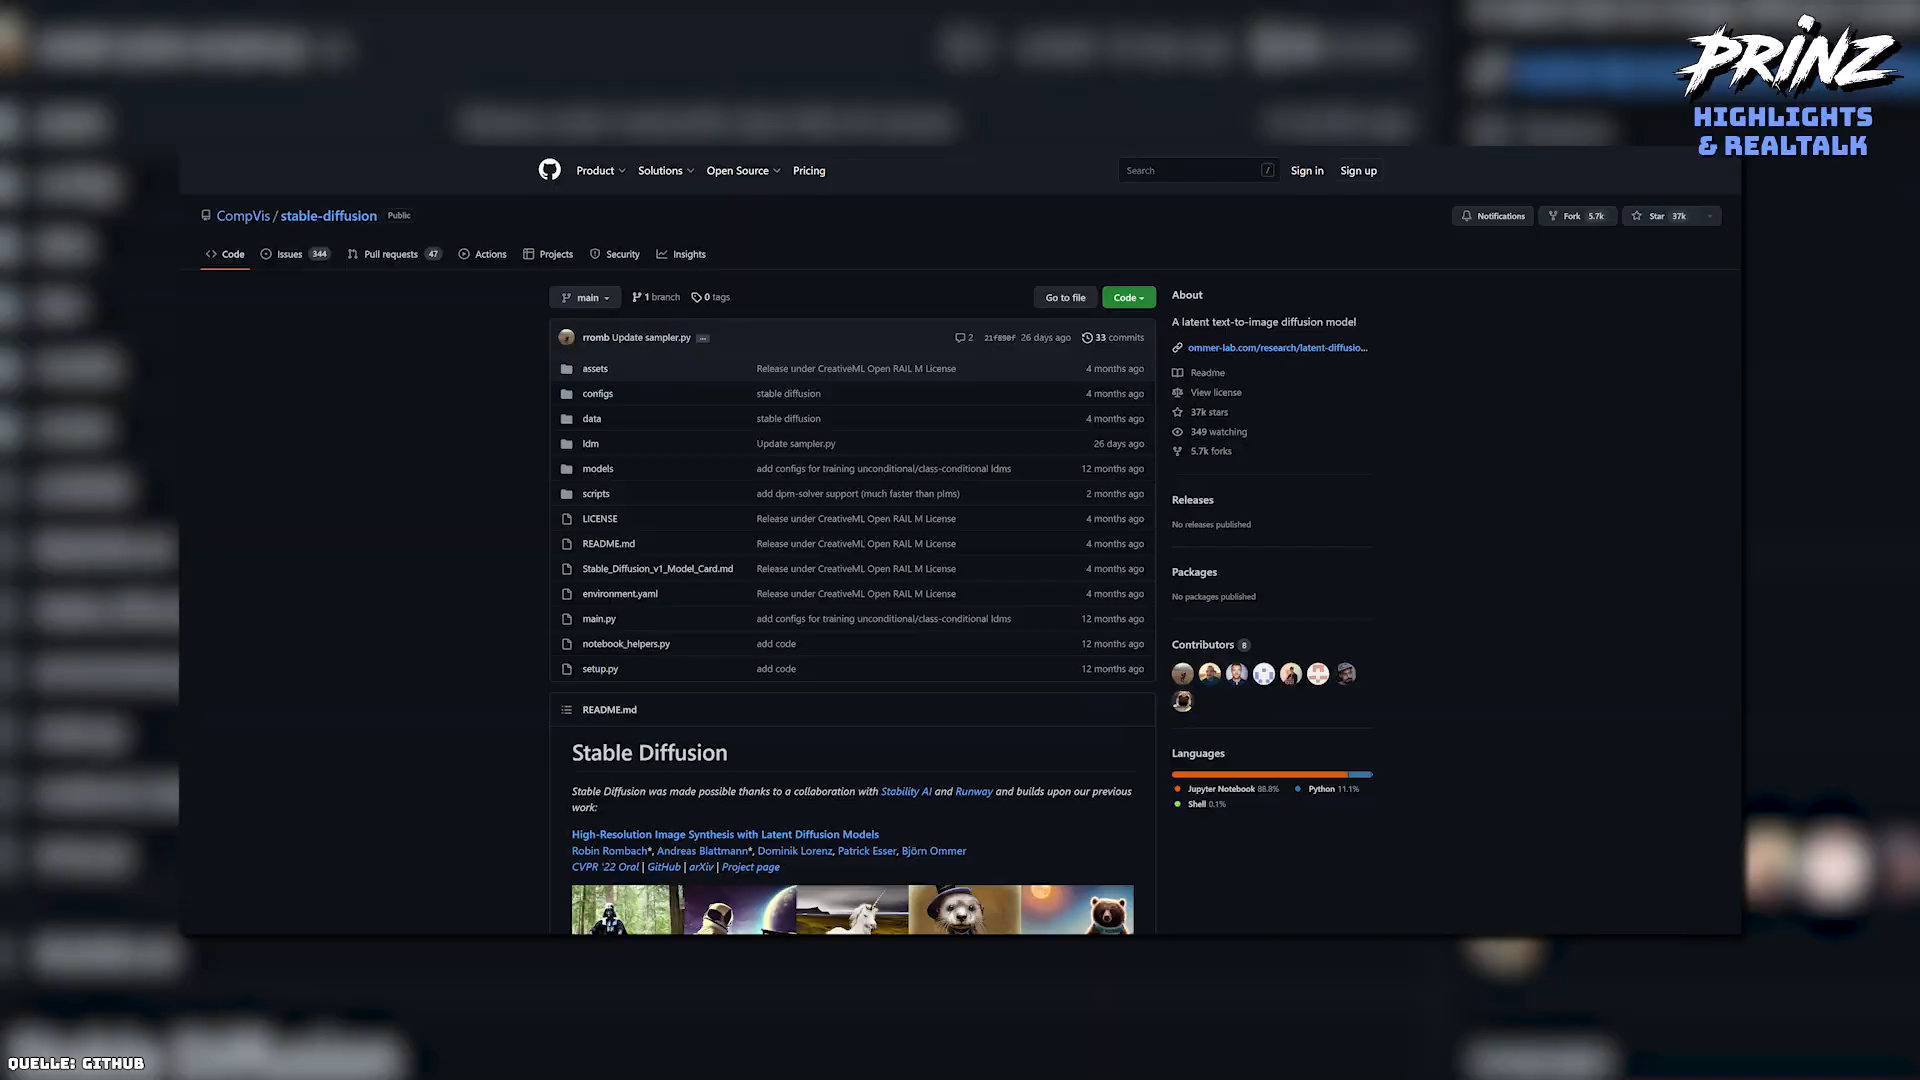 PRINZ
HIGHLIGHTS
& REALTALK
Product
Solutions
Open Source
Pricing
Search
/
Sign in
Sign up
CompVis / stable-diffusion Public
Notifications
Fork 5.7k
Star 37k
Code
Issues 344
Pull requests 47
Actions
Projects
Security
Insights
main
1 branch
0 tags
Go to file
Code
rromb Update sampler.py ...
2 21f890f 26 days ago 33 commits
assets Release under CreativeML Open RAIL M License 4 months ago
configs stable diffusion 4 months ago
data stable diffusion 4 months ago
ldm Update sampler.py 26 days ago
models add configs for training unconditional/class-conditional ldms 12 months ago
scripts add dpm-solver support (much faster than plms) 2 months ago
LICENSE Release under CreativeML Open RAIL M License 4 months ago
README.md Release under CreativeML Open RAIL M License 4 months ago
Stable_Diffusion_v1_Model_Card.md Release under CreativeML Open RAIL M License 4 months ago
environment.yaml Release under CreativeML Open RAIL M License 4 months ago
main.py add configs for training unconditional/class-conditional ldms 12 months ago
notebook_helpers.py add code 12 months ago
setup.py add code 12 months ago
README.md
Stable Diffusion
Stable Diffusion was made possible thanks to a collaboration with Stability AI and Runway and builds upon our previous
work:
High-Resolution Image Synthesis with Latent Diffusion Models
Robin Rombach*, Andreas Blattmann*, Dominik Lorenz, Patrick Esser, Björn Ommer
CVPR '22 Oral | GitHub | arXiv | Project page
About
A latent text-to-image diffusion model
ommer-lab.com/research/latent-diffusio...
Readme
View license
37k stars
349 watching
5.7k forks
Releases
No releases published
Packages
No packages published
Contributors 8
Languages
Jupyter Notebook 88.8%
Python 11.1%
Shell 0.1%
QUELLE: GITHUB